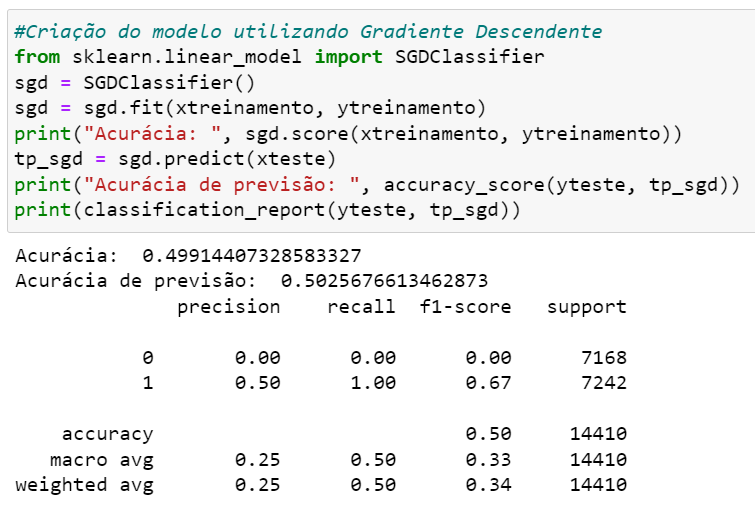 #Criação do modelo utilizando Gradiente Descendente
from sklearn.linear_model import SGDClassifier
sgd = SGDClassifier()
sgd = sgd.fit(xtreinamento, ytreinamento)
print("Acurácia: ", sgd.score(xtreinamento, ytreinamento))
tp_sgd = sgd.predict(xteste)
print("Acurácia de previsão: ", accuracy_score(yteste, tp_sgd))
print(classification_report(yteste, tp_sgd))
Acurácia:  0.49914407328583327
Acurácia de previsão:  0.5025676613462873
              precision    recall  f1-score   support
           0       0.00      0.00      0.00      7168
           1       0.50      1.00      0.67      7242
    accuracy                           0.50     14410
   macro avg       0.25      0.50      0.33     14410
weighted avg       0.25      0.50      0.34     14410